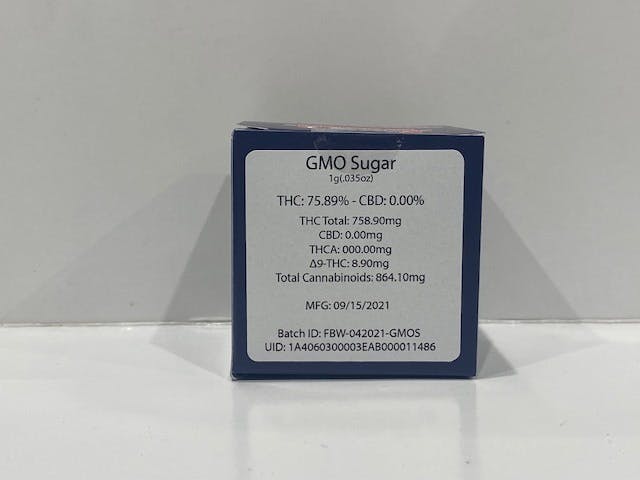 GMO Sugar
1g(.035oz)
THC: 75.89% - CBD: 0.00%
THC Total: 758.90mg
CBD: 0.00mg
THCA: 000.00mg
Δ9-THC: 8.90mg
Total Cannabinoids: 864.10mg
MFG: 09/15/2021
Batch ID: FBW-042021-GMOS
UID: 1A4060300003EAB000011486